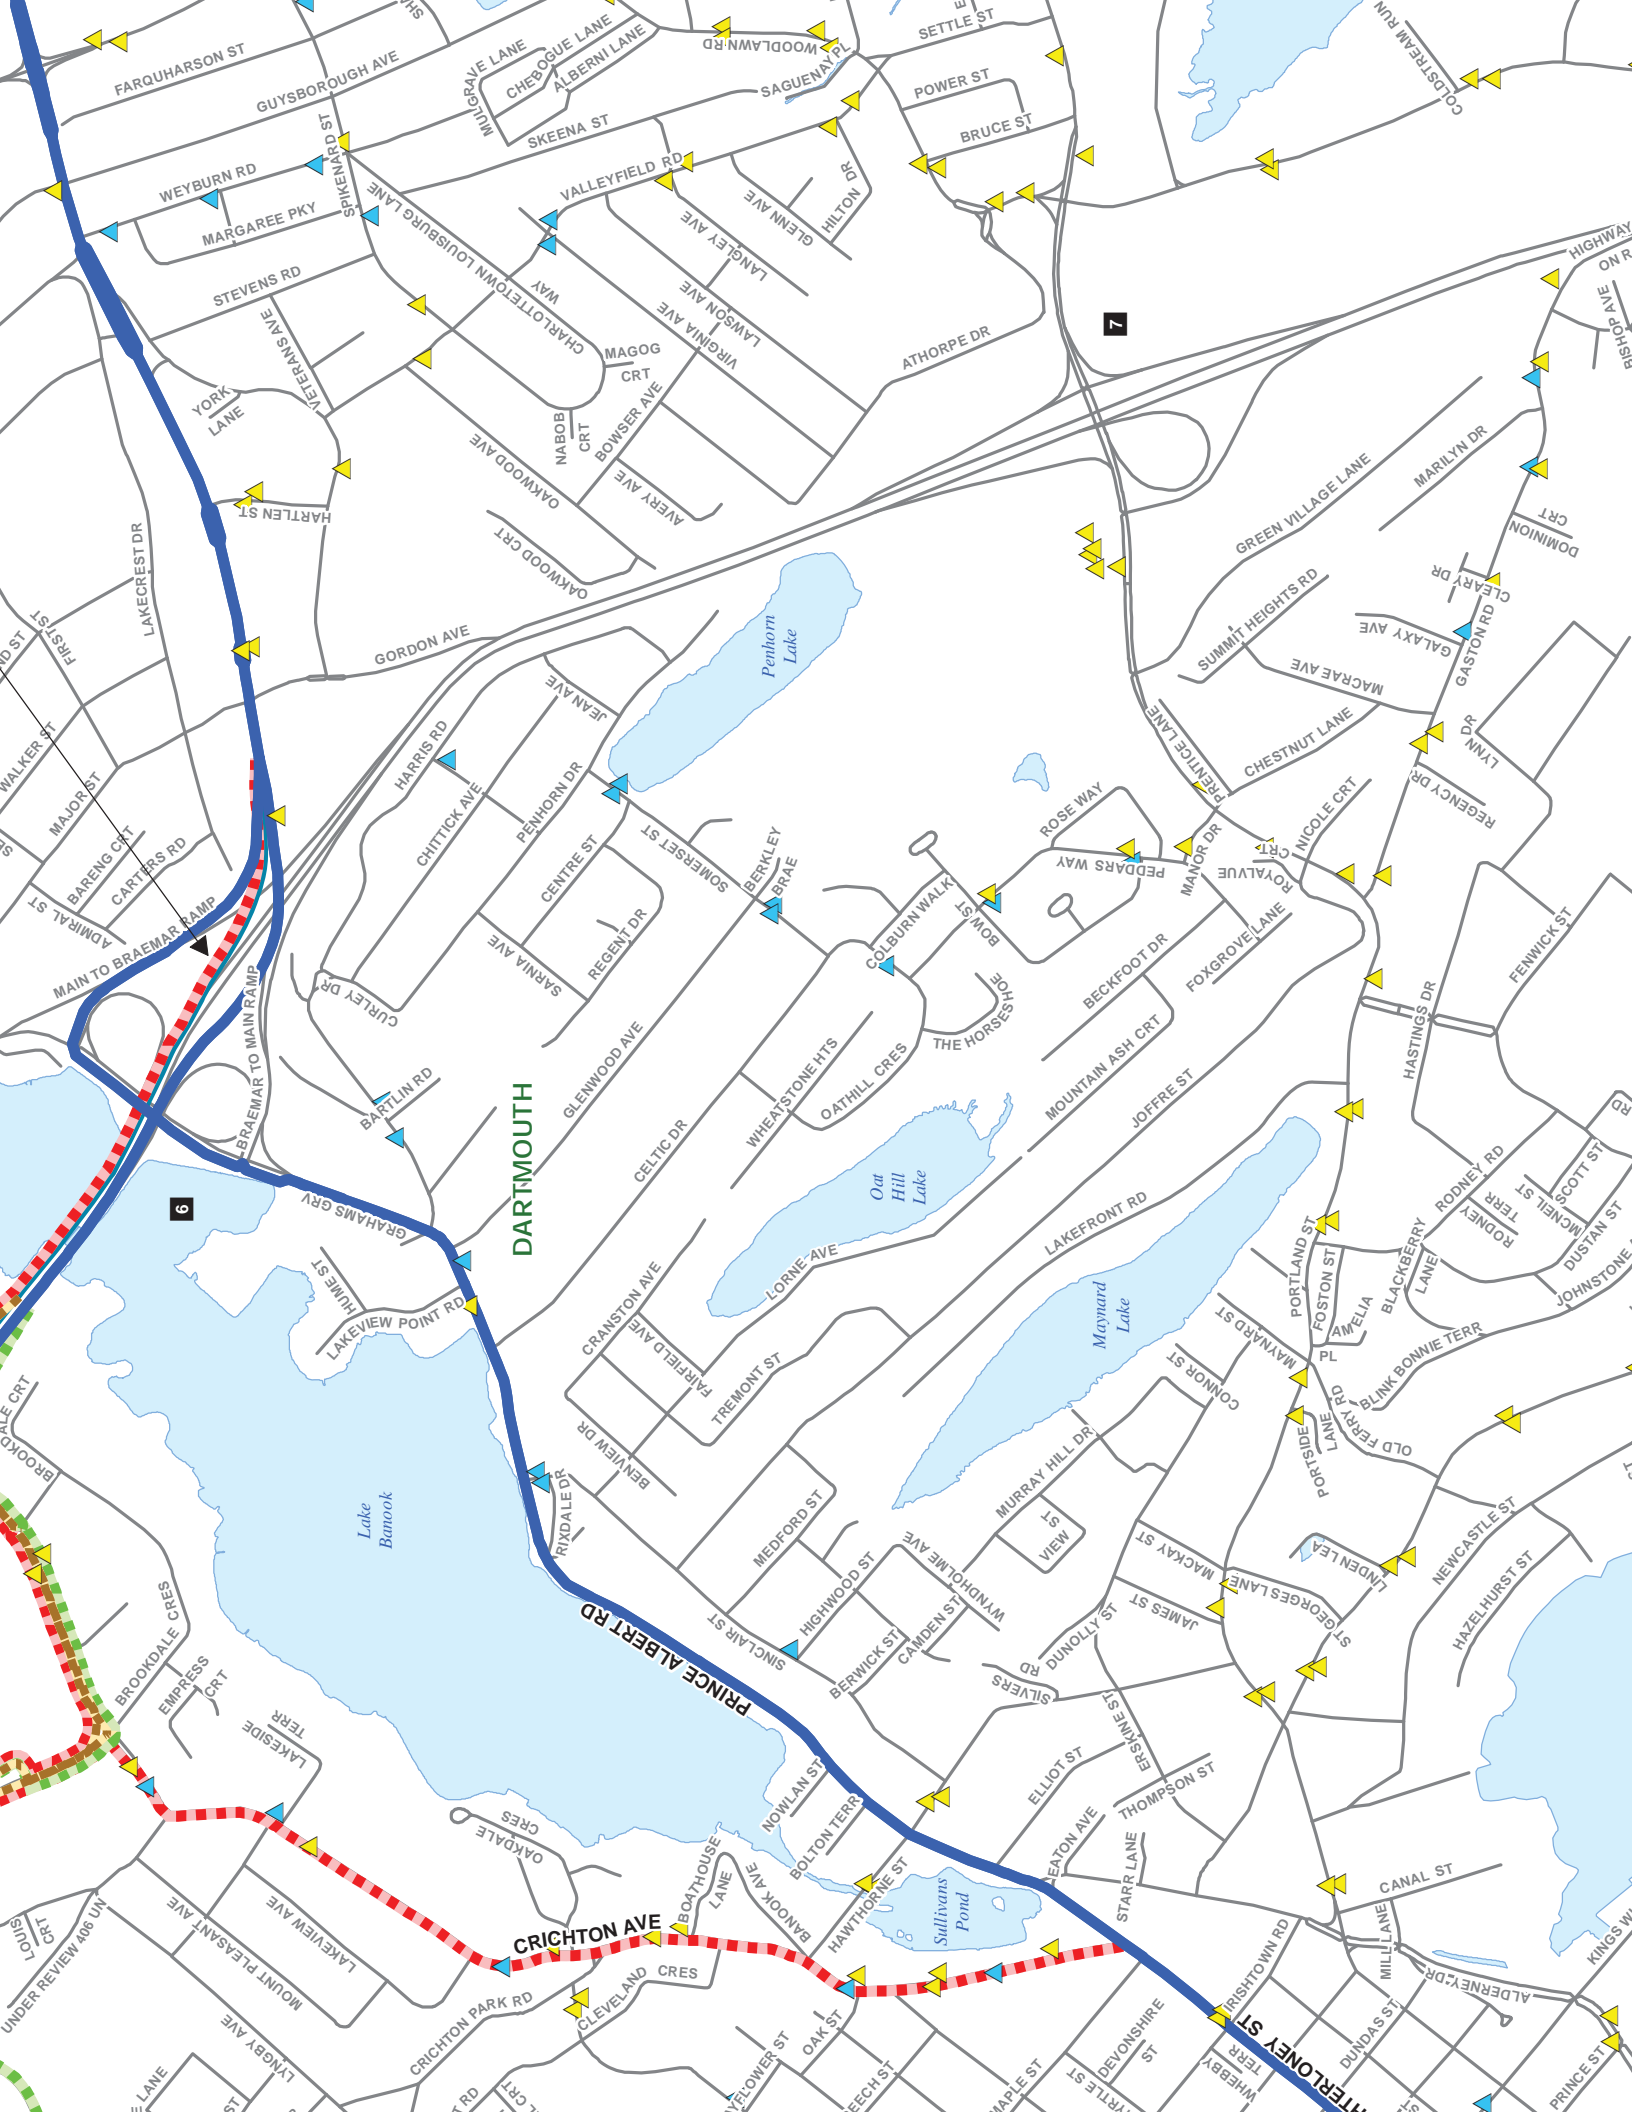 FARQUHARSON ST
GUYSBOROUGH AVE
MULGRAVE LANE
CHEBOGUE LANE
ALBERNI LANE
WOODLAWN RD
SAGUENAY PL
SETTLE ST
POWER ST
BRUCE ST
COLDSTREAM RUN
SKEENA ST
SPIKENARD ST
WEYBURN RD
MARGAREE PKY
LOUISBURG LANE
VALLEYFIELD RD
HILTON DR
GLENN AVE
LANGLEY AVE
LAWSON AVE
VIRGINIA AVE
CHARLOTTETOWN
WAY
STEVENS RD
VETERANS AVE
YORK
LANE
MAGOG
CRT
NABOB
CRT
BOWSER AVE
AVERY AVE
OAKWOOD AVE
OAKWOOD CRT
ATHORPE DR
7
HIGHWAY
ON R
BISHOP AVE
HARTLEN ST
LAKECREST DR
FIRST ST
ND ST
WALKER ST
MAJOR ST
BARENG CRT
CARTERS RD
ADMIRAL ST
GORDON AVE
GREEN VILLAGE LANE
MARILYN DR
DOMINION
CRT
CLEARY DR
GALAXY AVE
GASTON RD
SUMMIT HEIGHTS RD
MACRAE AVE
Penhorn
Lake
JEAN AVE
HARRIS RD
CHITTICK AVE
PENHORN DR
CENTRE ST
SOMERSET ST
BERKLEY
BRAE
SARNIA AVE
REGENT DR
CURLEY DR
PRENTICE LANE
CHESTNUT LANE
LYNN
DR
REGENCY DR
ROSE WAY
PEDDARS WAY
MANOR DR
ROYALVUE
CRT
NICOLE CRT
COLBURN WALK
BOW ST
FOXGROVE LANE
BECKFOOT DR
THE HORSESHOE
MOUNTAIN ASH CRT
JOFFRE ST
FENWICK ST
HASTINGS DR
MAIN TO BRAEMAR RAMP
BRAEMAR TO MAIN RAMP
6
BARTLIN RD
DARTMOUTH
GLENWOOD AVE
CELTIC DR
WHEATSTONE HTS
OATHILL CRES
Oat
Hill
Lake
LORNE AVE
LAKEFRONT RD
GRAHAMS GRV
HUME ST
LAKEVIEW POINT RD
CRANSTON AVE
FAIRFIELD AVE
TREMONT ST
BENVIEW DR
RIXDALE DR
Maynard
Lake
PORTLAND ST
FOSTON ST
AMELIA
PL
BLACKBERRY
LANE
RODNEY RD
RODNEY
TERR
MCNEIL ST
SCOTT ST
DUSTAN ST
JOHNSTONE A
RD
BLINK BONNIE TERR
MAYNARD ST
CONNOR ST
OLD FERRY RD
PORTSIDE
LANE
Lake
Banook
BROOKDALE CRT
BROOKDALE CRES
EMPRESS
CRT
LAKESIDE
TERR
MEDFORD ST
HIGHWOOD ST
SINCLAIR ST
BERWICK ST
CAMDEN ST
WYNDHOLME AVE
MURRAY HILL DR
VIEW
ST
MACKAY ST
JAMES ST
GEORGES LANE
LINDEN LEA
NEWCASTLE ST
HAZELHURST ST
DUNOLLY ST
SILVERS
RD
ERSKINE ST
ELLIOT ST
THOMPSON ST
EATON AVE
STARR LANE
PRINCE ALBERT RD
NOWLAN ST
BOLTON TERR
HAWTHORNE ST
BANOOK AVE
BOATHOUSE
LANE
OAKDALE
CRES
CRICHTON AVE
Sullivans
Pond
LOUIS
CRT
UNDER REVIEW 406 UN
MOUNT PLEASANT AVE
LAKEVIEW AVE
LYNGBY AVE
CRICHTON PARK RD
CLEVELAND CRES
OAK ST
MAPLE ST
MYRTLE ST
DEVONSHIRE
ST
WHEBBY
TERR
IRISHTOWN RD
MILL LANE
CANAL ST
ALDERNEY DR
DUNDAS ST
KINGS W
PRINCE ST
LANE